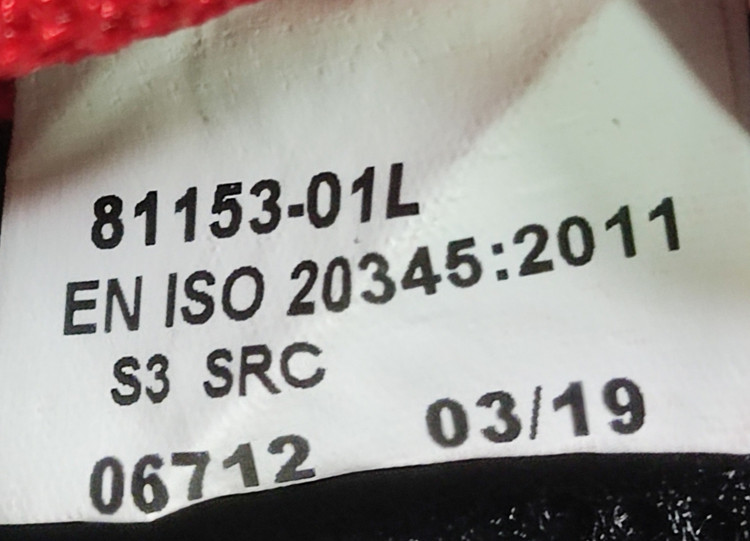 81153-01L
EN ISO 20345:2011
S3 SRC
06712 03/19